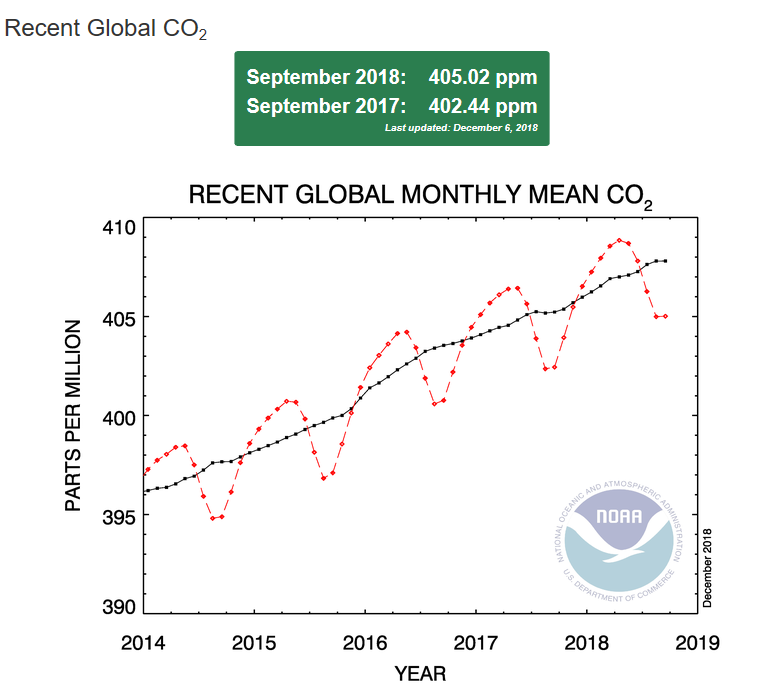 Recent Global CO₂
September 2018: 405.02 ppm
September 2017: 402.44 ppm
Last updated: December 6, 2018
RECENT GLOBAL MONTHLY MEAN CO₂
410
405
400
395
390
PARTS PER MILLION
2014 2015 2016 2017 2018 2019
YEAR
NATIONAL OCEANIC AND ATMOSPHERIC ADMINISTRATION
NOAA
U.S. DEPARTMENT OF COMMERCE
December 2018